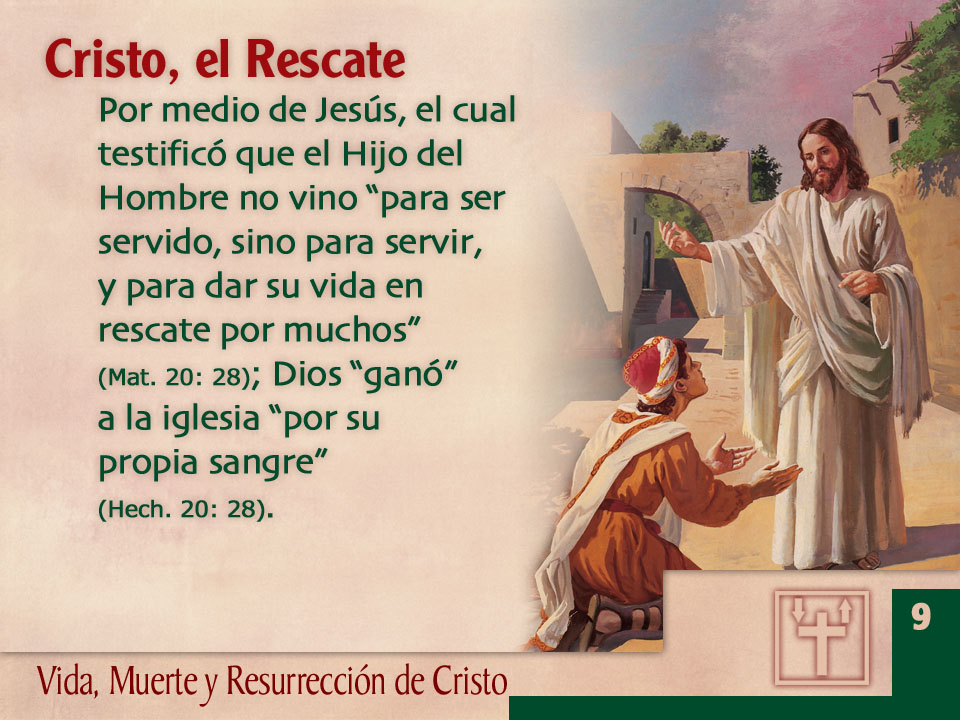 Cristo, el Rescate
Por medio de Jesús, el cual
testificó que el Hijo del
Hombre no vino “para ser
servido, sino para servir,
y para dar su vida en
rescate por muchos”
(Mat. 20: 28); Dios “ganó”
a la iglesia “por su
propia sangre”
(Hech. 20: 28).
9
Vida, Muerte y Resurrección de Cristo